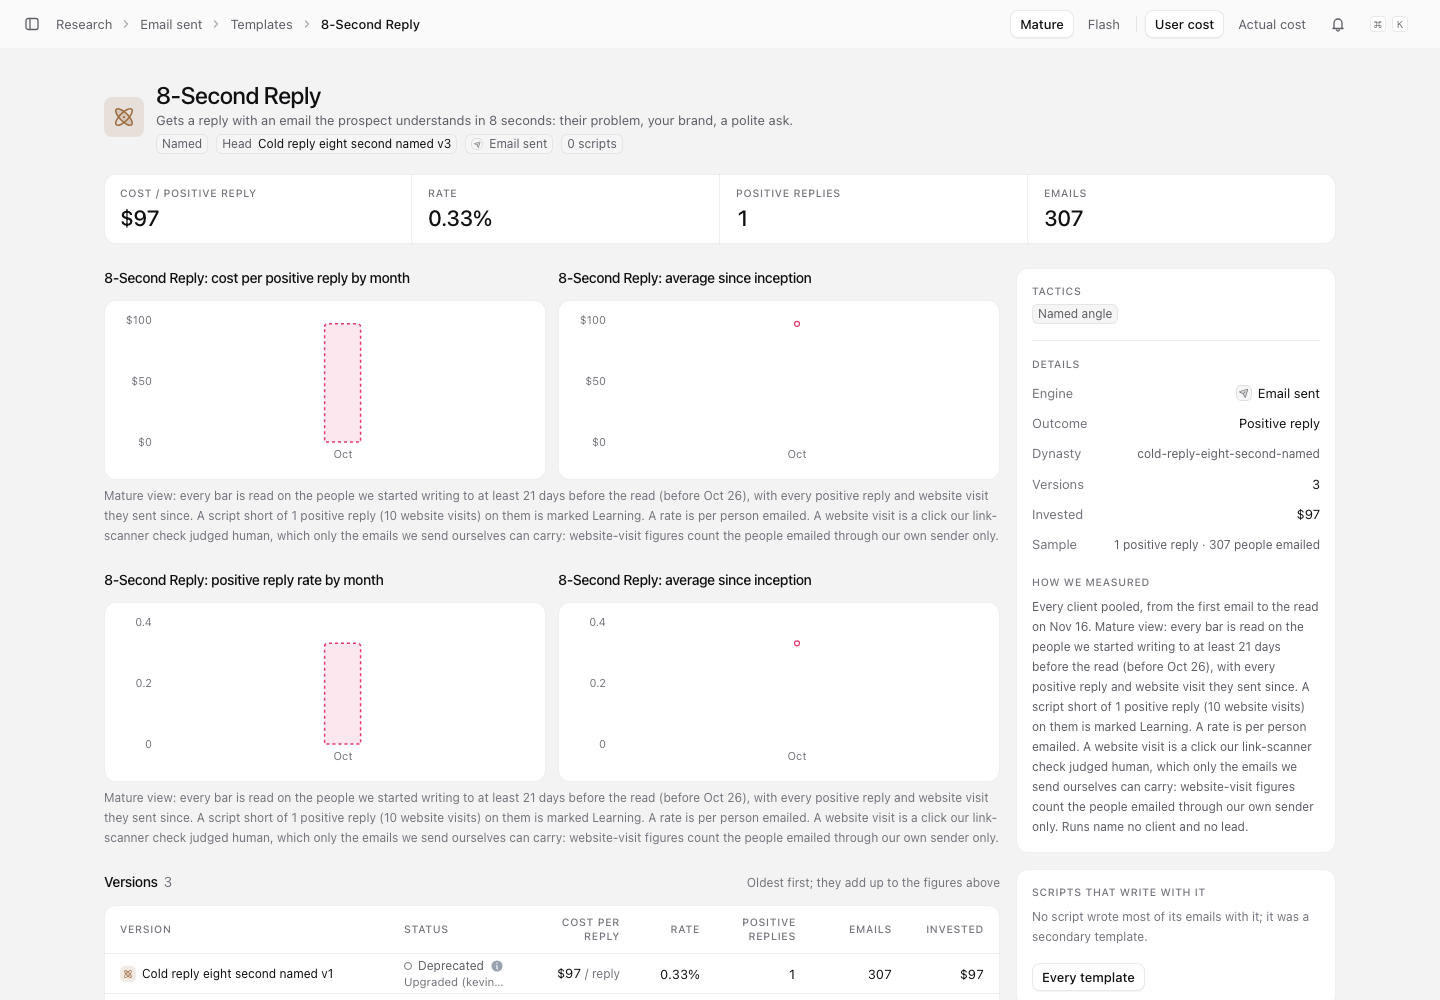 Research > Email sent > Templates > 8-Second Reply
Mature Flash User cost Actual cost ⌘ K
8-Second Reply
Gets a reply with an email the prospect understands in 8 seconds: their problem, your brand, a polite ask.
Named Head Cold reply eight second named v3 Email sent 0 scripts
COST / POSITIVE REPLY
$97
RATE
0.33%
POSITIVE REPLIES
1
EMAILS
307
8-Second Reply: cost per positive reply by month
$100
$50
$0
Oct
8-Second Reply: average since inception
$100
$50
$0
Oct
Mature view: every bar is read on the people we started writing to at least 21 days before the read (before Oct 26), with every positive reply and website visit
they sent since. A script short of 1 positive reply (10 website visits) on them is marked Learning. A rate is per person emailed. A website visit is a click our link-
scanner check judged human, which only the emails we send ourselves can carry: website-visit figures count the people emailed through our own sender only.
8-Second Reply: positive reply rate by month
0.4
0.2
0
Oct
8-Second Reply: average since inception
0.4
0.2
0
Oct
Mature view: every bar is read on the people we started writing to at least 21 days before the read (before Oct 26), with every positive reply and website visit
they sent since. A script short of 1 positive reply (10 website visits) on them is marked Learning. A rate is per person emailed. A website visit is a click our link-
scanner check judged human, which only the emails we send ourselves can carry: website-visit figures count the people emailed through our own sender only.
Versions 3
Oldest first; they add up to the figures above
VERSION STATUS COST PER REPLY RATE POSITIVE REPLIES EMAILS INVESTED
Cold reply eight second named v1 Deprecated $97 / reply 0.33% 1 307 $97
Upgraded (kevin...
TACTICS
Named angle
DETAILS
Engine Email sent
Outcome Positive reply
Dynasty cold-reply-eight-second-named
Versions 3
Invested $97
Sample 1 positive reply · 307 people emailed
HOW WE MEASURED
Every client pooled, from the first email to the read
on Nov 16. Mature view: every bar is read on the
people we started writing to at least 21 days
before the read (before Oct 26), with every
positive reply and website visit they sent since. A
script short of 1 positive reply (10 website visits)
on them is marked Learning. A rate is per person
emailed. A website visit is a click our link-scanner
check judged human, which only the emails we
send ourselves can carry: website-visit figures
count the people emailed through our own sender
only. Runs name no client and no lead.
SCRIPTS THAT WRITE WITH IT
No script wrote most of its emails with it; it was a
secondary template.
Every template